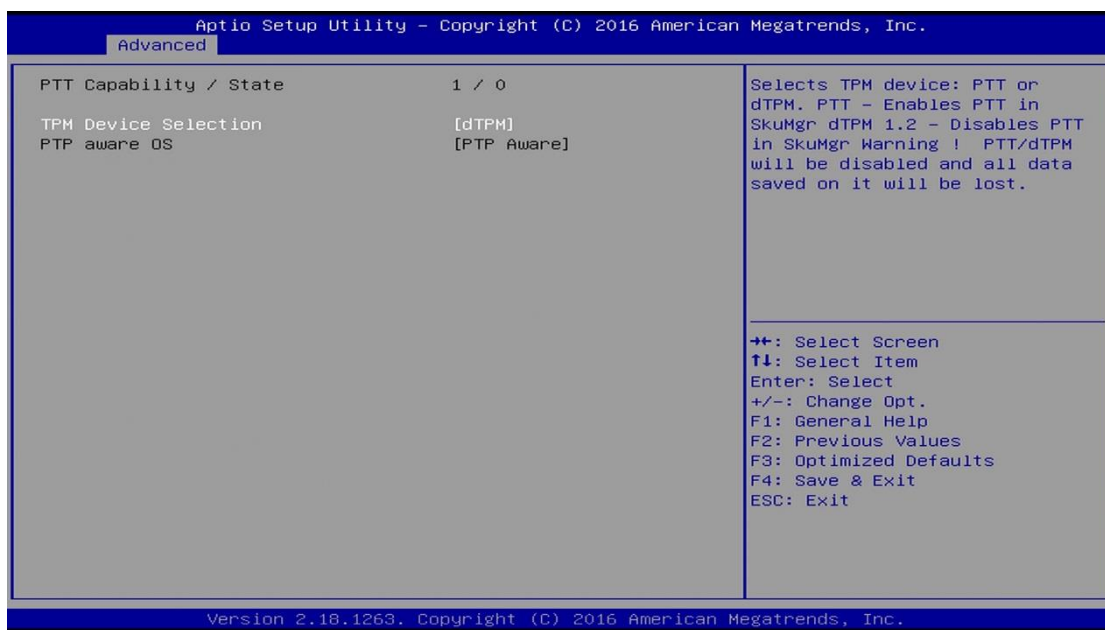 Aptio Setup Utility – Copyright (C) 2016 American Megatrends, Inc.
Advanced
PTT Capability / State 1 / 0
TPM Device Selection [dTPM]
PTP aware OS [PTP Aware]
Selects TPM device: PTT or
dTPM. PTT – Enables PTT in
SkuMgr dTPM 1.2 – Disables PTT
in SkuMgr Warning ! PTT/dTPM
will be disabled and all data
saved on it will be lost.
→←: Select Screen
↑↓: Select Item
Enter: Select
+/-: Change Opt.
F1: General Help
F2: Previous Values
F3: Optimized Defaults
F4: Save & Exit
ESC: Exit
Version 2.18.1263. Copyright (C) 2016 American Megatrends, Inc.